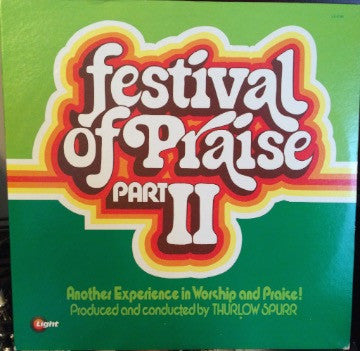 festival
of Praise
PART II
Another Experience in Worship and Praise!
Produced and conducted by THURLOW SPURR
Light